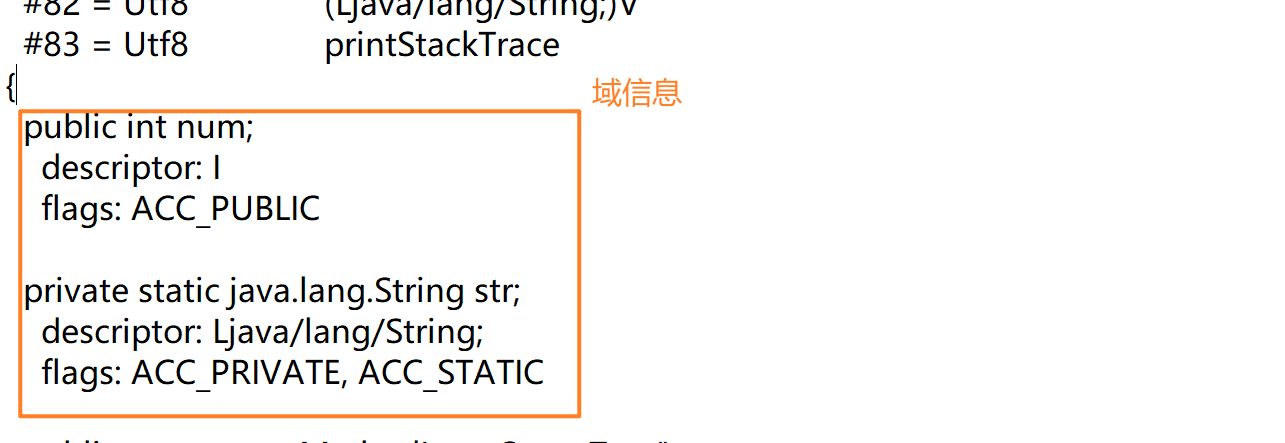 #82 = Utf8 (Ljava/lang/String;)V
#83 = Utf8 printStackTrace
{
域信息
public int num;
descriptor: I
flags: ACC_PUBLIC
private static java.lang.String str;
descriptor: Ljava/lang/String;
flags: ACC_PRIVATE, ACC_STATIC